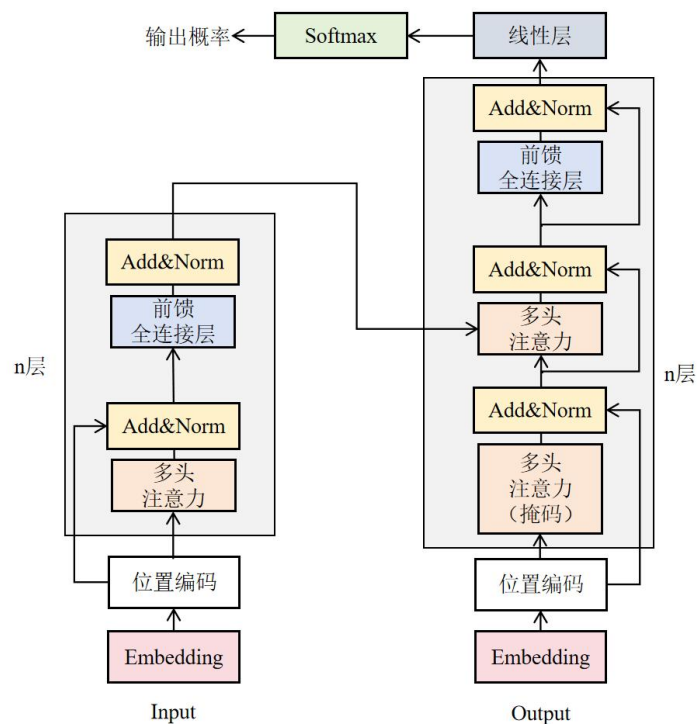 输出概率
Softmax
线性层
Add&Norm
前馈
全连接层
Add&Norm
多头
注意力
n层
Add&Norm
多头
注意力
（掩码）
位置编码
Embedding
Output
Add&Norm
前馈
全连接层
n层
Add&Norm
多头
注意力
位置编码
Embedding
Input